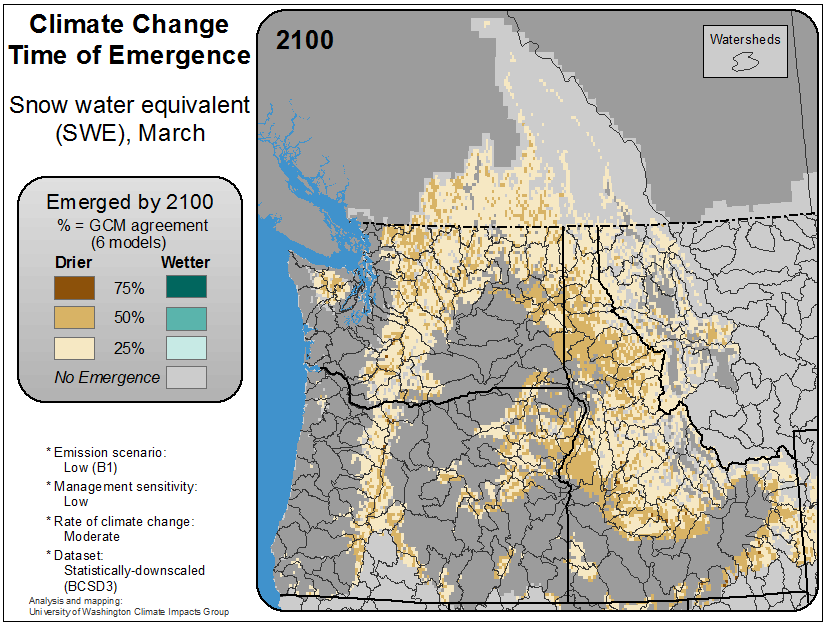 Climate Change
Time of Emergence
Snow water equivalent
(SWE), March
Emerged by 2100
% = GCM agreement
(6 models)
Drier Wetter
75%
50%
25%
No Emergence
* Emission scenario:
Low (B1)
* Management sensitivity:
Low
* Rate of climate change:
Moderate
* Dataset:
Statistically-downscaled
(BCSD3)
Analysis and mapping:
University of Washington Climate Impacts Group
2100
Watersheds